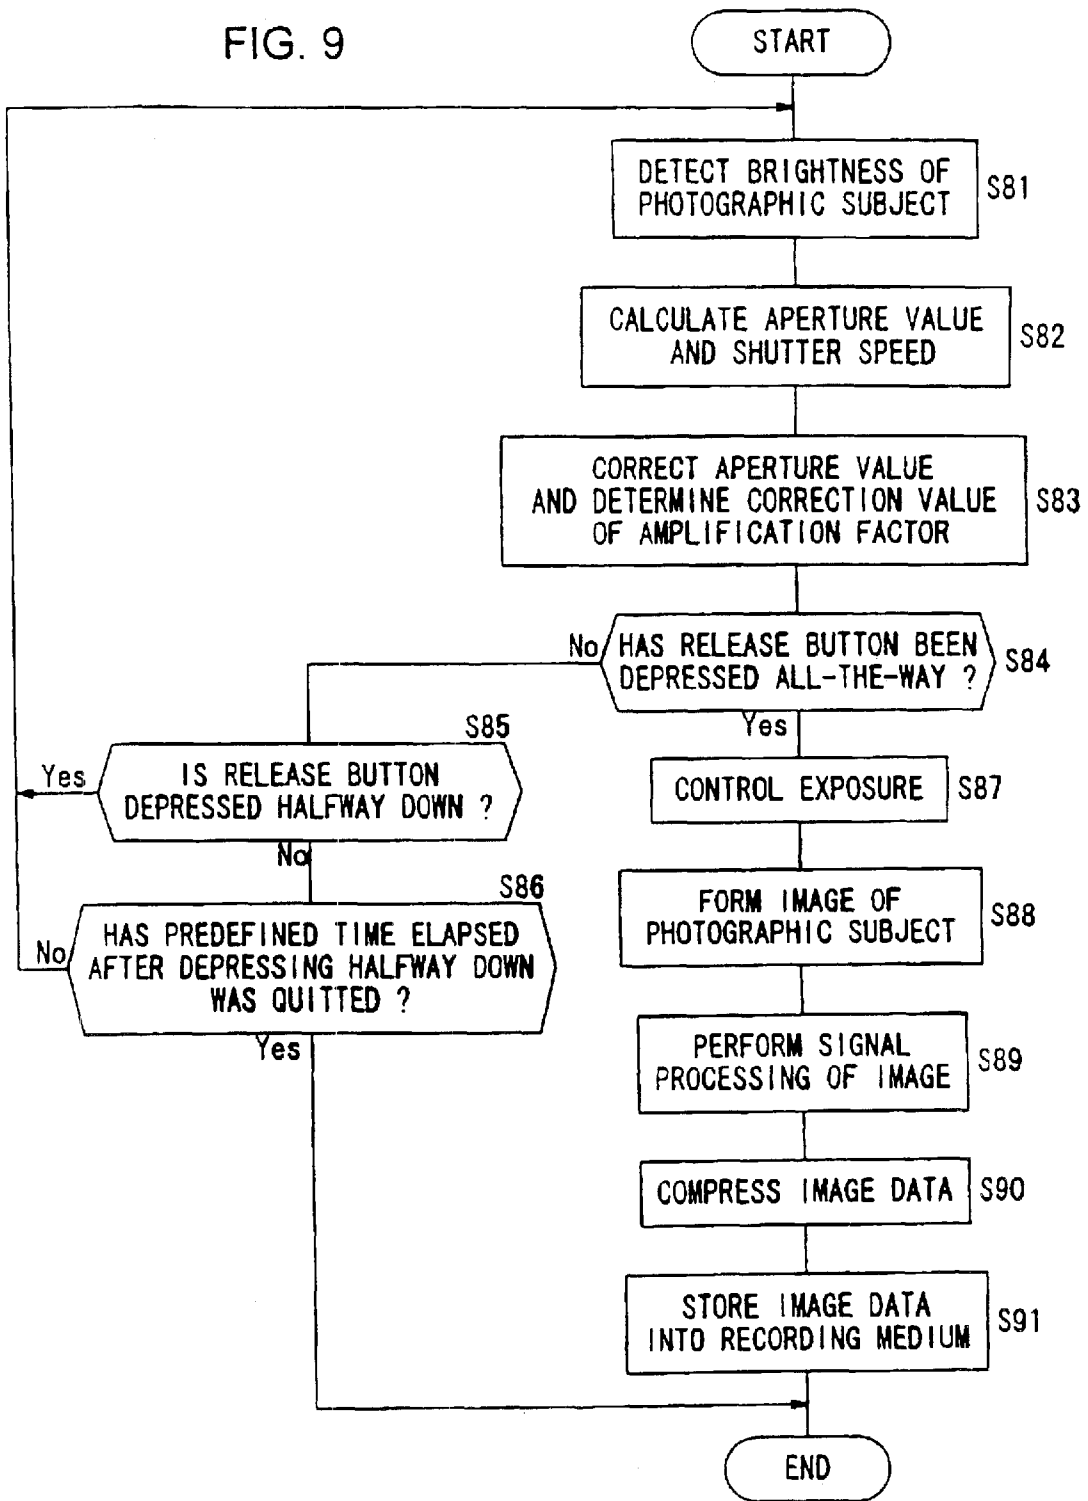 FIG. 9
START
DETECT BRIGHTNESS OF
PHOTOGRAPHIC SUBJECT
S81
CALCULATE APERTURE VALUE
AND SHUTTER SPEED
S82
CORRECT APERTURE VALUE
AND DETERMINE CORRECTION VALUE
OF AMPLIFICATION FACTOR
S83
HAS RELEASE BUTTON BEEN
DEPRESSED ALL-THE-WAY ?
S84
No
Yes
S85
IS RELEASE BUTTON
DEPRESSED HALFWAY DOWN ?
Yes
No
S86
HAS PREDEFINED TIME ELAPSED
AFTER DEPRESSING HALFWAY DOWN
WAS QUITTED ?
No
Yes
CONTROL EXPOSURE
S87
FORM IMAGE OF
PHOTOGRAPHIC SUBJECT
S88
PERFORM SIGNAL
PROCESSING OF IMAGE
S89
COMPRESS IMAGE DATA
S90
STORE IMAGE DATA
INTO RECORDING MEDIUM
S91
END